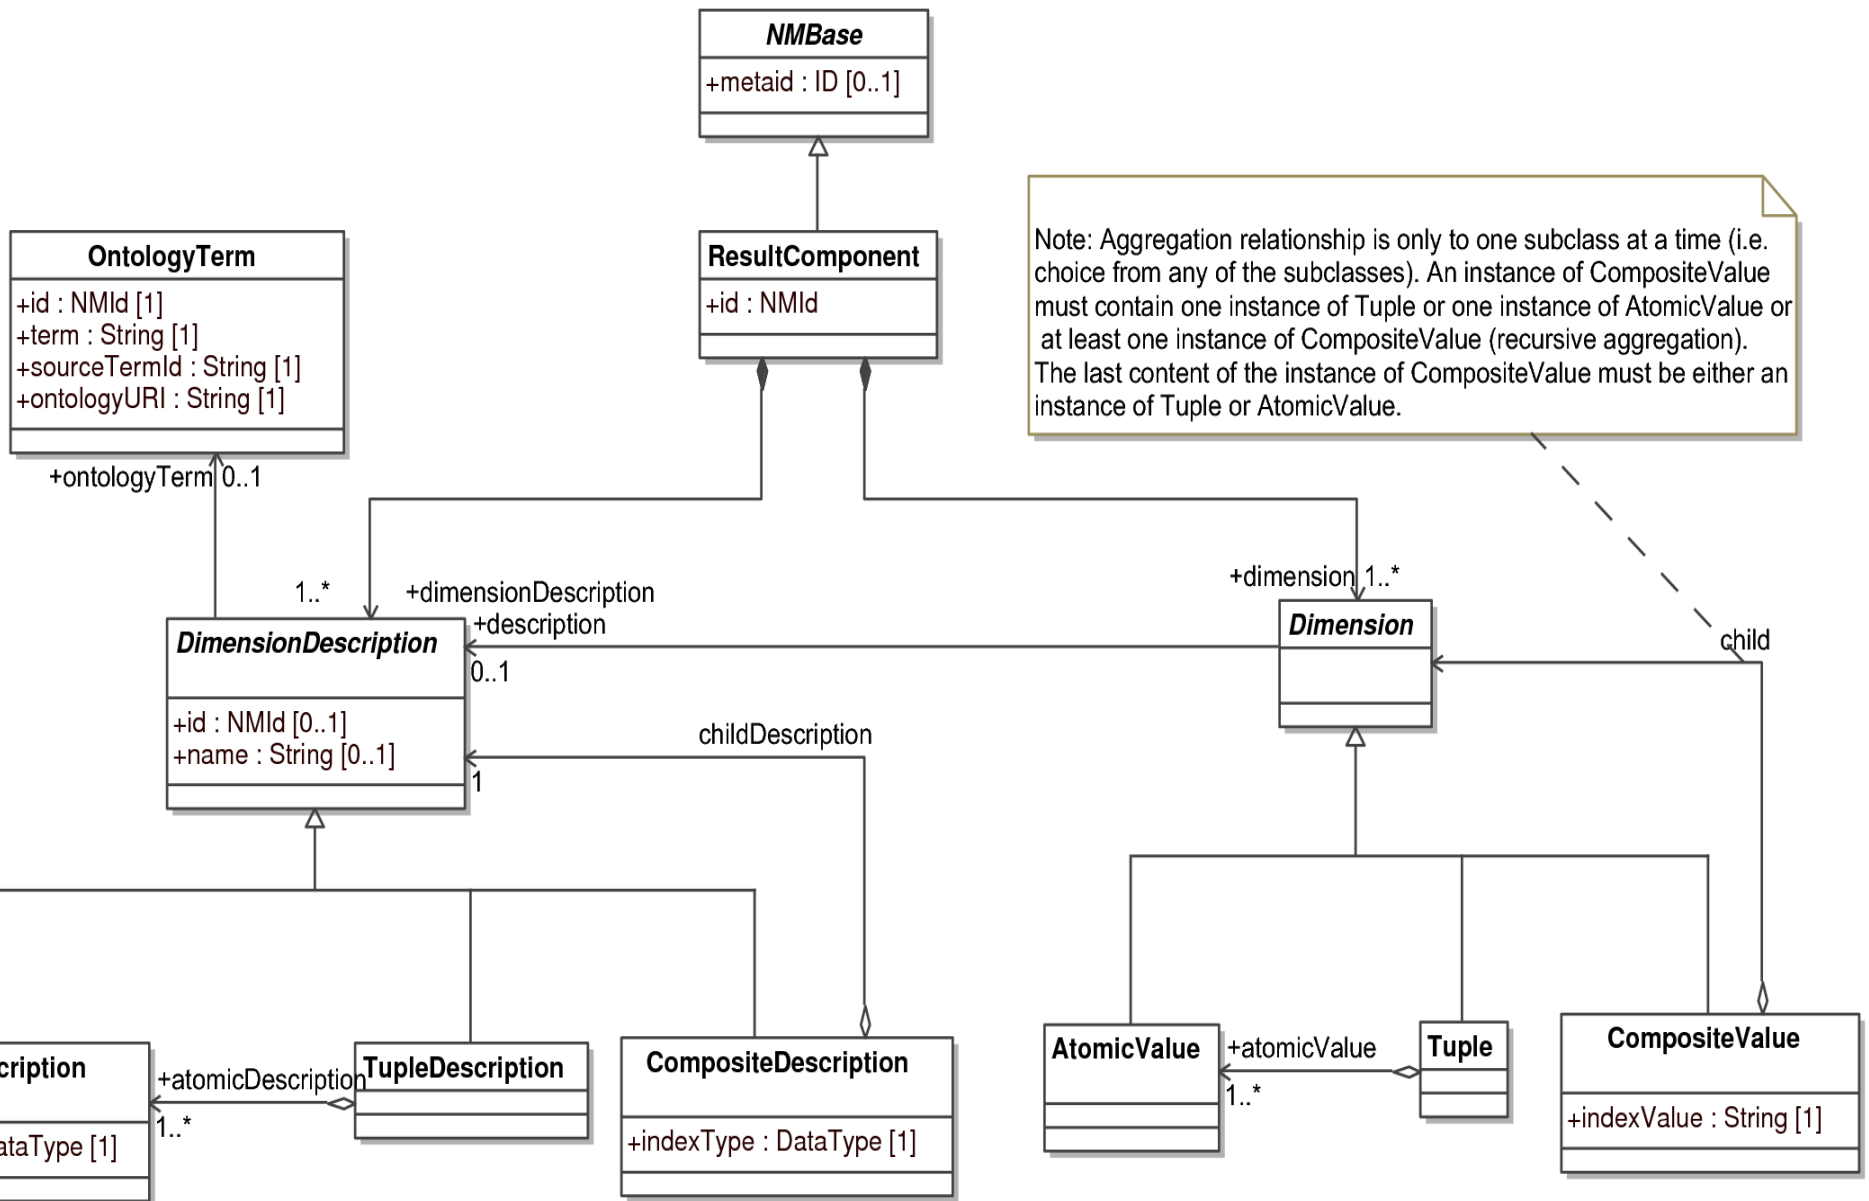 NMBase
+metaid : ID [0..1]
OntologyTerm
+id : NMId [1]
+term : String [1]
+sourceTermId : String [1]
+ontologyURI : String [1]
+ontologyTerm 0..1
ResultComponent
+id : NMId
Note: Aggregation relationship is only to one subclass at a time (i.e.
choice from any of the subclasses). An instance of CompositeValue
must contain one instance of Tuple or one instance of AtomicValue or
at least one instance of CompositeValue (recursive aggregation).
The last content of the instance of CompositeValue must be either an
instance of Tuple or AtomicValue.
1..*
+dimensionDescription
+description
0..1
+dimension 1..*
DimensionDescription
+id : NMId [0..1]
+name : String [0..1]
Dimension
child
childDescription
1
cription
ataType [1]
+atomicDescription
1..*
TupleDescription
CompositeDescription
+indexType : DataType [1]
AtomicValue
+atomicValue
1..*
Tuple
CompositeValue
+indexValue : String [1]